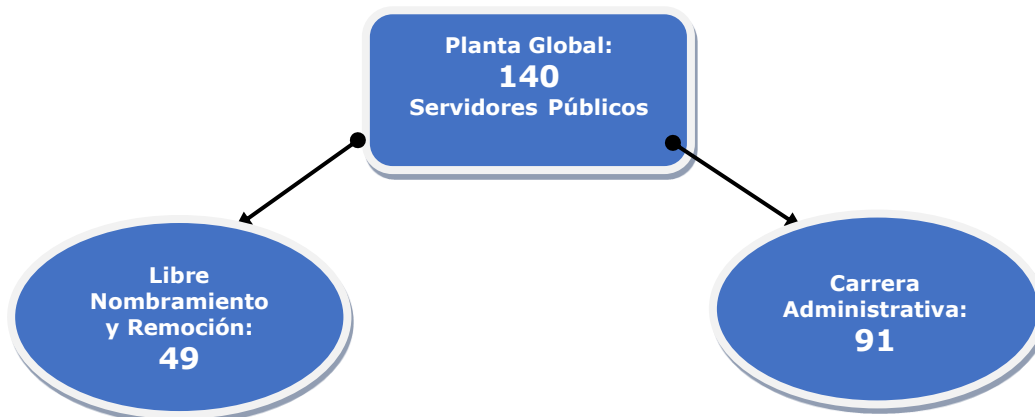 Planta Global:
140
Servidores Públicos
Libre
Nombramiento
y Remoción:
49
Carrera
Administrativa:
91